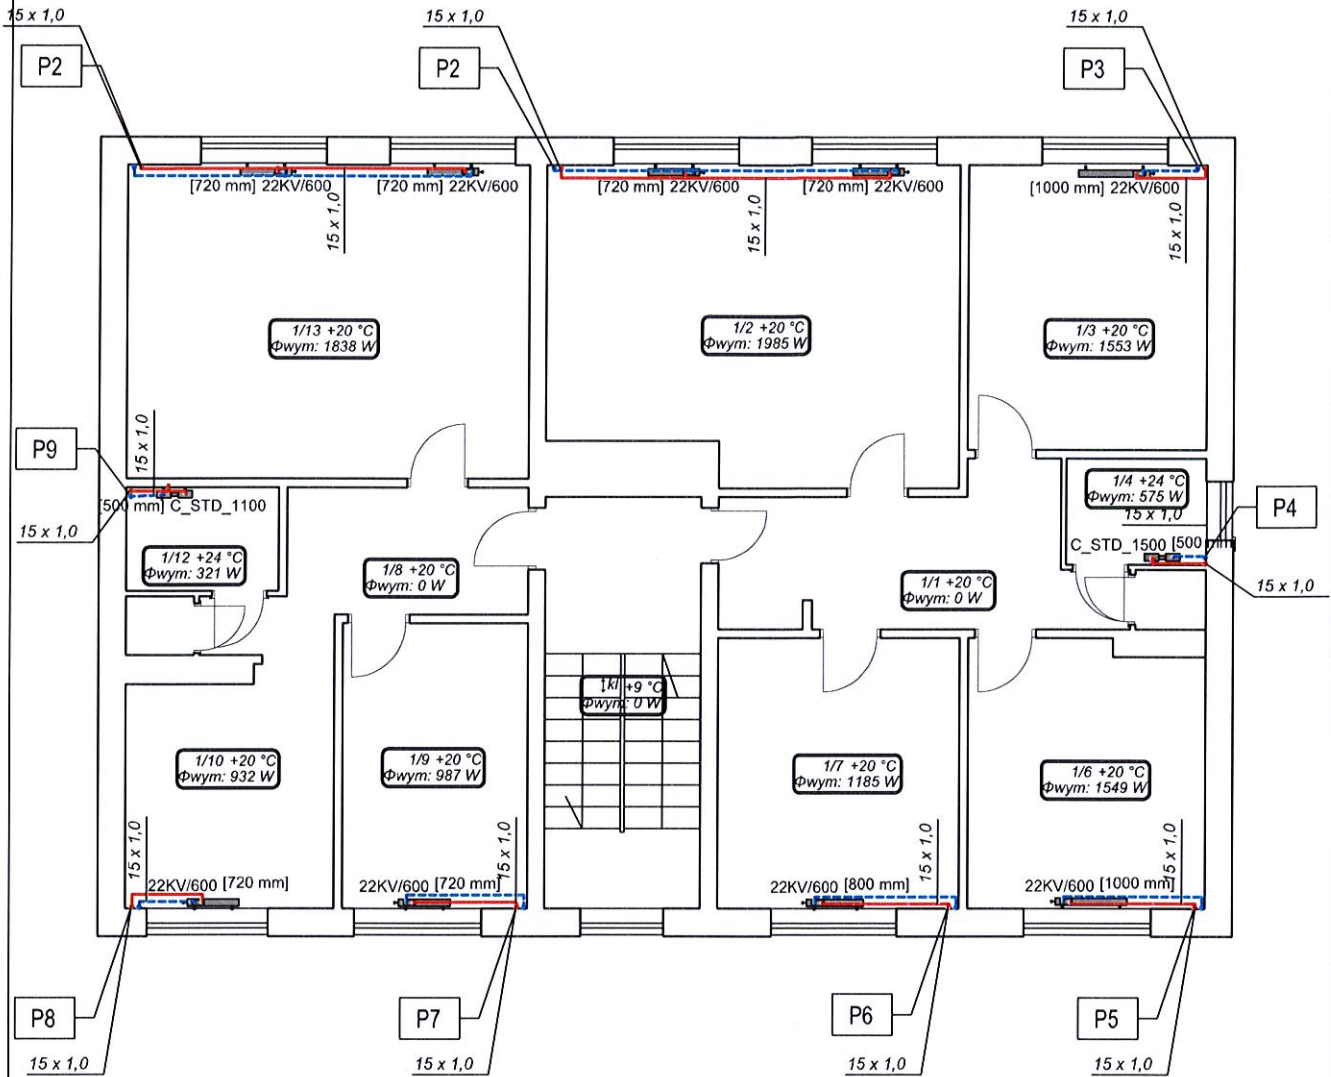 15 x 1,0
15 x 1,0
15 x 1,0
P2
P2
P3
[720 mm] 22KV/600
[720 mm] 22KV/600
[720 mm] 22KV/600
[720 mm] 22KV/600
[1000 mm] 22KV/600
15 x 1,0
15 x 1,0
15 x 1,0
1/13 +20 °C
Φwym: 1838 W
1/2 +20 °C
Φwym: 1985 W
1/3 +20 °C
Φwym: 1553 W
P9
15 x 1,0
[500 mm] C_STD_1100
15 x 1,0
1/12 +24 °C
Φwym: 321 W
1/8 +20 °C
Φwym: 0 W
1/4 +24 °C
Φwym: 575 W
15 x 1,0
P4
C_STD_1500 [500 mm]
15 x 1,0
1/1 +20 °C
Φwym: 0 W
kl +9 °C
Φwym: 0 W
1/10 +20 °C
Φwym: 932 W
1/9 +20 °C
Φwym: 987 W
1/7 +20 °C
Φwym: 1185 W
1/6 +20 °C
Φwym: 1549 W
15 x 1,0
15 x 1,0
15 x 1,0
15 x 1,0
22KV/600 [720 mm]
22KV/600 [720 mm]
22KV/600 [800 mm]
22KV/600 [1000 mm]
P8
P7
P6
P5
15 x 1,0
15 x 1,0
15 x 1,0
15 x 1,0